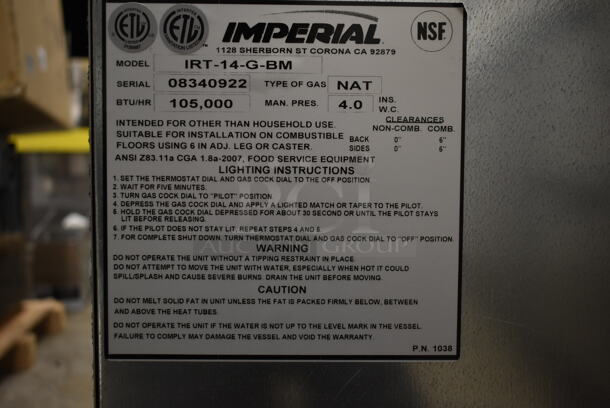 IMPERIAL
1128 SHERBORN ST CORONA CA 92879
NSF
MODEL IRT-14-G-BM
SERIAL 08340922 TYPE OF GAS NAT
BTU/HR 105,000 MAN. PRES. 4.0 INS. W.C.
INTENDED FOR OTHER THAN HOUSEHOLD USE.
SUITABLE FOR INSTALLATION ON COMBUSTIBLE
FLOORS USING 6 IN ADJ. LEG OR CASTER.
CLEARANCES
NON-COMB. COMB.
BACK 0" 6"
SIDES 0" 6"
ANSI Z83.11a CGA 1.8a-2007, FOOD SERVICE EQUIPMENT
LIGHTING INSTRUCTIONS
1. SET THE THERMOSTAT DIAL AND GAS COCK DIAL TO THE OFF POSITION.
2. WAIT FOR FIVE MINUTES.
3. TURN GAS COCK DIAL TO "PILOT" POSITION.
4. DEPRESS THE GAS COCK DIAL AND APPLY A LIGHTED MATCH OR TAPER TO THE PILOT.
5. HOLD THE GAS COCK DIAL DEPRESSED FOR ABOUT 30 SECOND OR UNTIL THE PILOT STAYS
LIT BEFORE RELEASING.
6. IF THE PILOT DOES NOT STAY LIT, REPEAT STEPS 4 AND 5.
7. FOR COMPLETE SHUT DOWN, TURN THERMOSTAT DIAL AND GAS COCK DIAL TO "OFF" POSITION.
WARNING
DO NOT OPERATE THE UNIT WITHOUT A TIPPING RESTRAINT IN PLACE.
DO NOT ATTEMPT TO MOVE THE UNIT WITH WATER, ESPECIALLY WHEN HOT IT COULD
SPILL/SPLASH AND CAUSE SEVERE BURNS. DRAIN THE UNIT BEFORE MOVING.
CAUTION
DO NOT MELT SOLID FAT IN UNIT UNLESS THE FAT IS PACKED FIRMLY BELOW, BETWEEN
AND ABOVE THE HEAT TUBES.
DO NOT OPERATE THE UNIT IF THE WATER IS NOT UP TO THE LEVEL MARK IN THE VESSEL.
FAILURE TO COMPLY MAY DAMAGE THE VESSEL AND VOID THE WARRANTY.
P.N. 1038